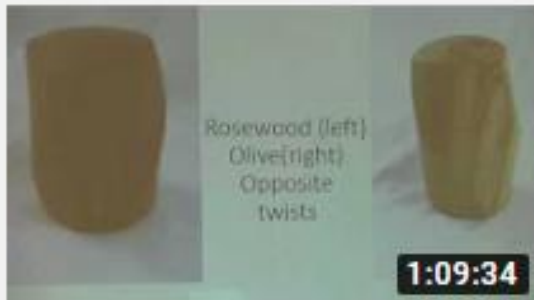 Rosewood (left)
Olive(right)
Opposite
twists
1:09:34